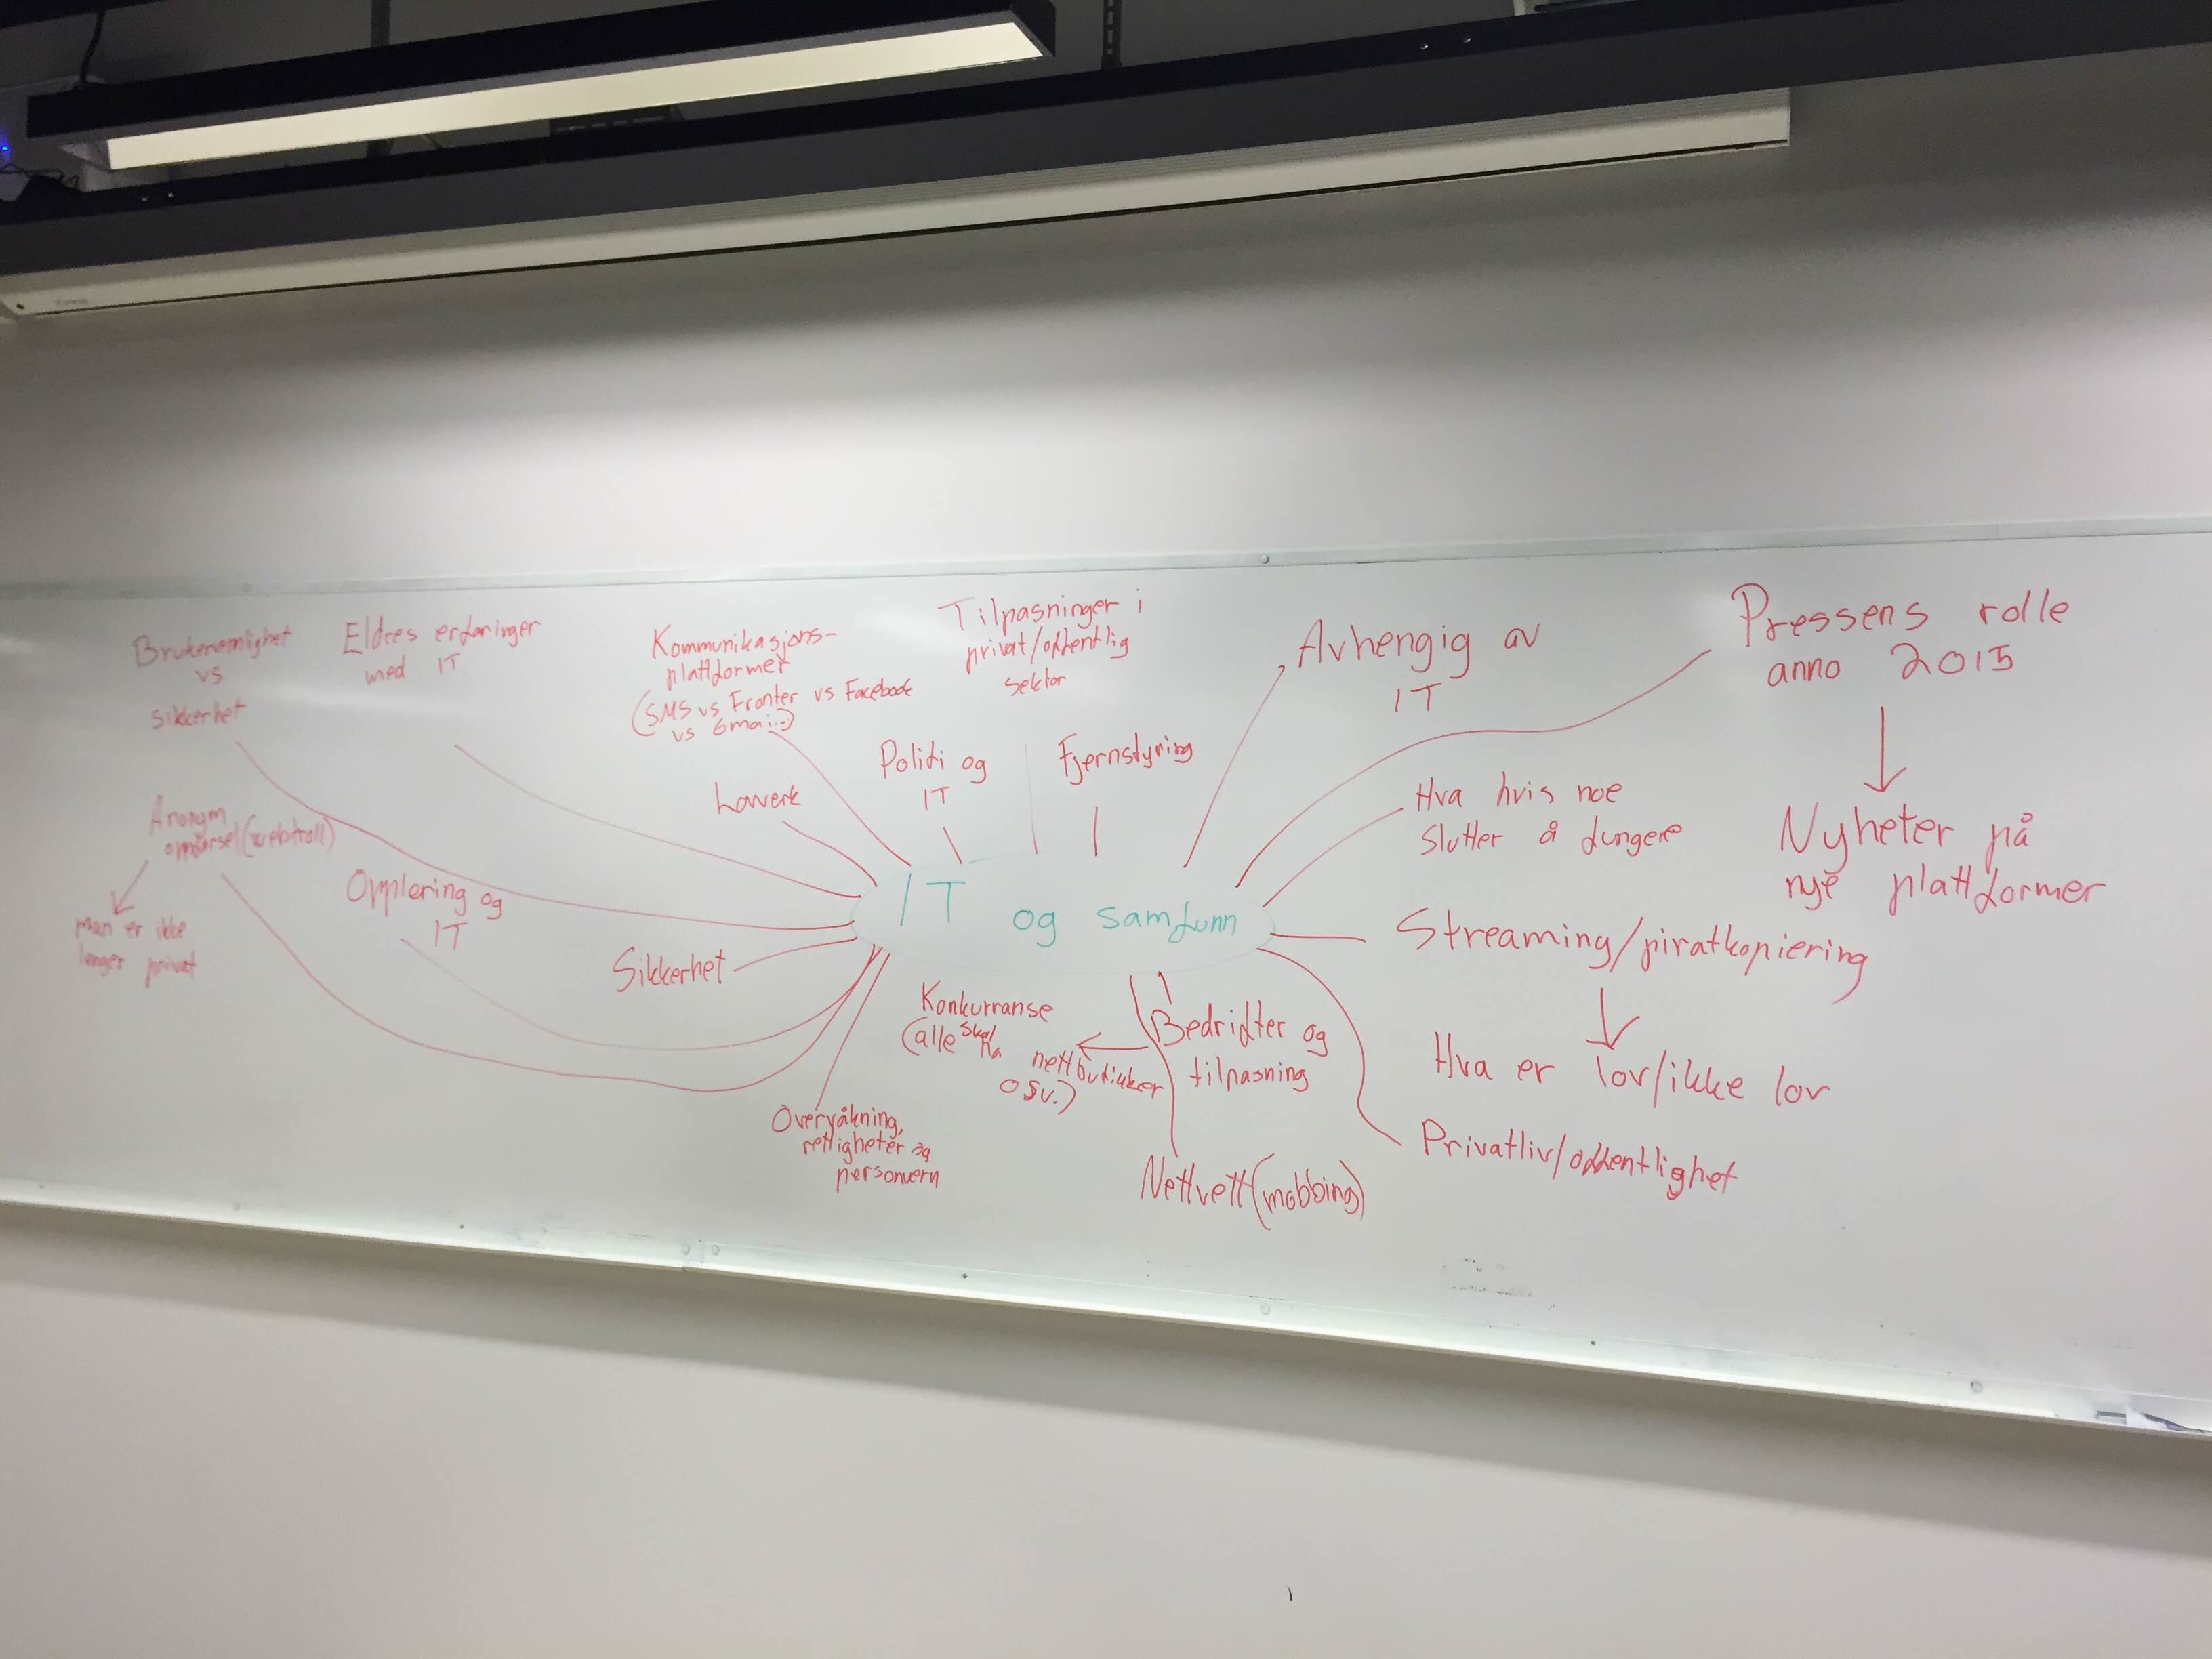 Brukervennlighet
vs
sikkerhet
Eldres erfaringer
med IT
Kommunikasjons-
plattformer
(SMS vs Fronter vs Facebook
vs Gmail..)
Tilpasninger i
privat/offentlig
sektor
Avhengig av
IT
Pressens rolle
anno 2015
Nyheter på
nye plattformer
Lovverk
Politi og
IT
Fjernstyring
Hva hvis noe
slutter å fungere
Anonym
(webtroll)
man er ikke
lenger privat
Opplæring og
IT
IT og samfunn
Streaming/piratkopiering
Hva er lov/ikke lov
Sikkerhet
Konkurranse
(alle skal ha nettbutikker
osv.)
Bedrifter og
tilpasning
Overvåkning,
rettigheter og
personvern
Nettvett (mobbing)
Privatliv/offentlighet